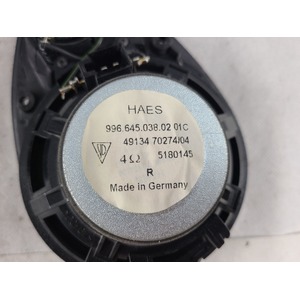 HAES
996.645.038.02 01C
49134 70274/04
4Ω 5180145
R
Made in Germany